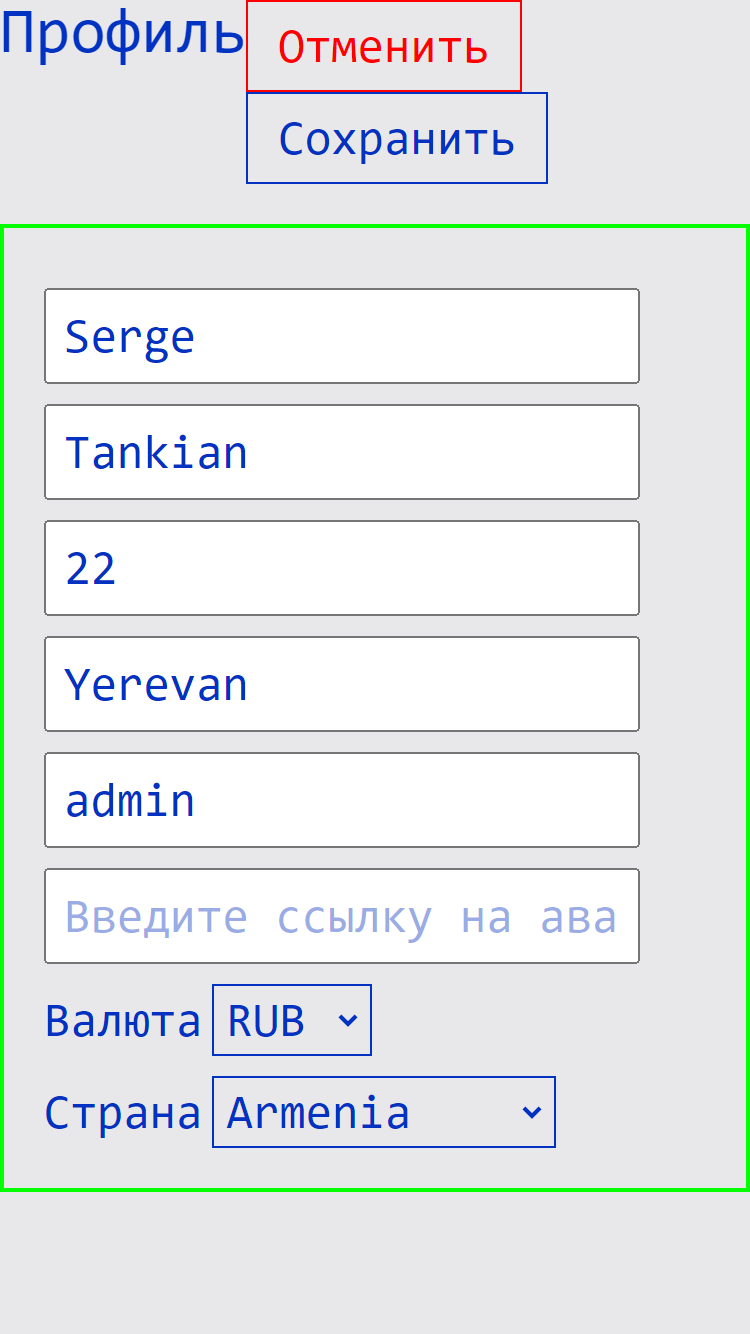 Профиль
Отменить
Сохранить
Serge
Tankian
22
Yerevan
admin
Введите ссылку на ава
Валюта RUB
Страна Armenia